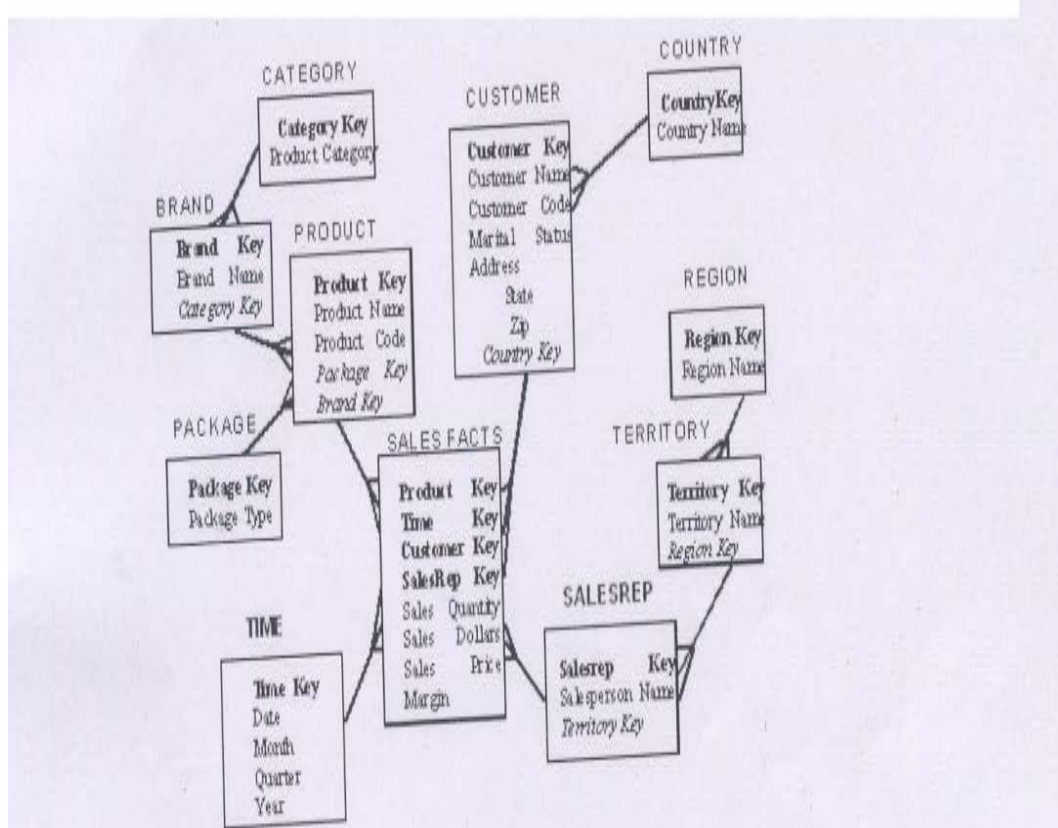 CATEGORY
Category Key
Product Category
BRAND
Brand Key
Brand Name
Category Key
PRODUCT
Product Key
Product Name
Product Code
Package Key
Brand Key
PACKAGE
Package Key
Package Type
CUSTOMER
Customer Key
Customer Name
Customer Code
Marital Status
Address
State
Zip
Country Key
COUNTRY
CountryKey
Country Name
REGION
Region Key
Region Name
TERRITORY
Territory Key
Territory Name
Region Key
SALES FACTS
Product Key
Time Key
Customer Key
SalesRep Key
Sales Quantity
Sales Dollars
Sales Price
Margin
SALESREP
Salesrep Key
Salesperson Name
Territory Key
TIME
Time Key
Date
Month
Quarter
Year